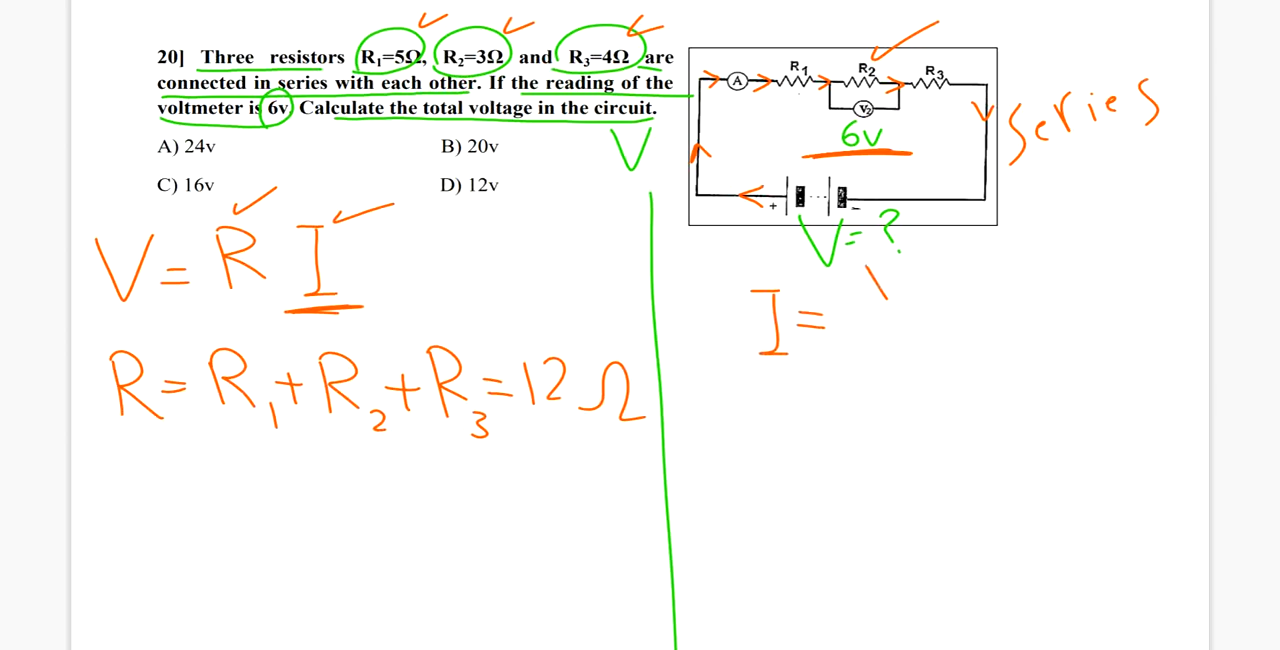 20] Three resistors R₁=5Ω, R₂=3Ω and R₃=4Ω are
connected in series with each other. If the reading of the
voltmeter is 6v. Calculate the total voltage in the circuit.
A) 24v B) 20v
C) 16v D) 12v
V
R1 R2 R3
A
V₂
6v
+ −
V=?
Series
V= R I
R= R₁+R₂+R₃=12Ω
I=